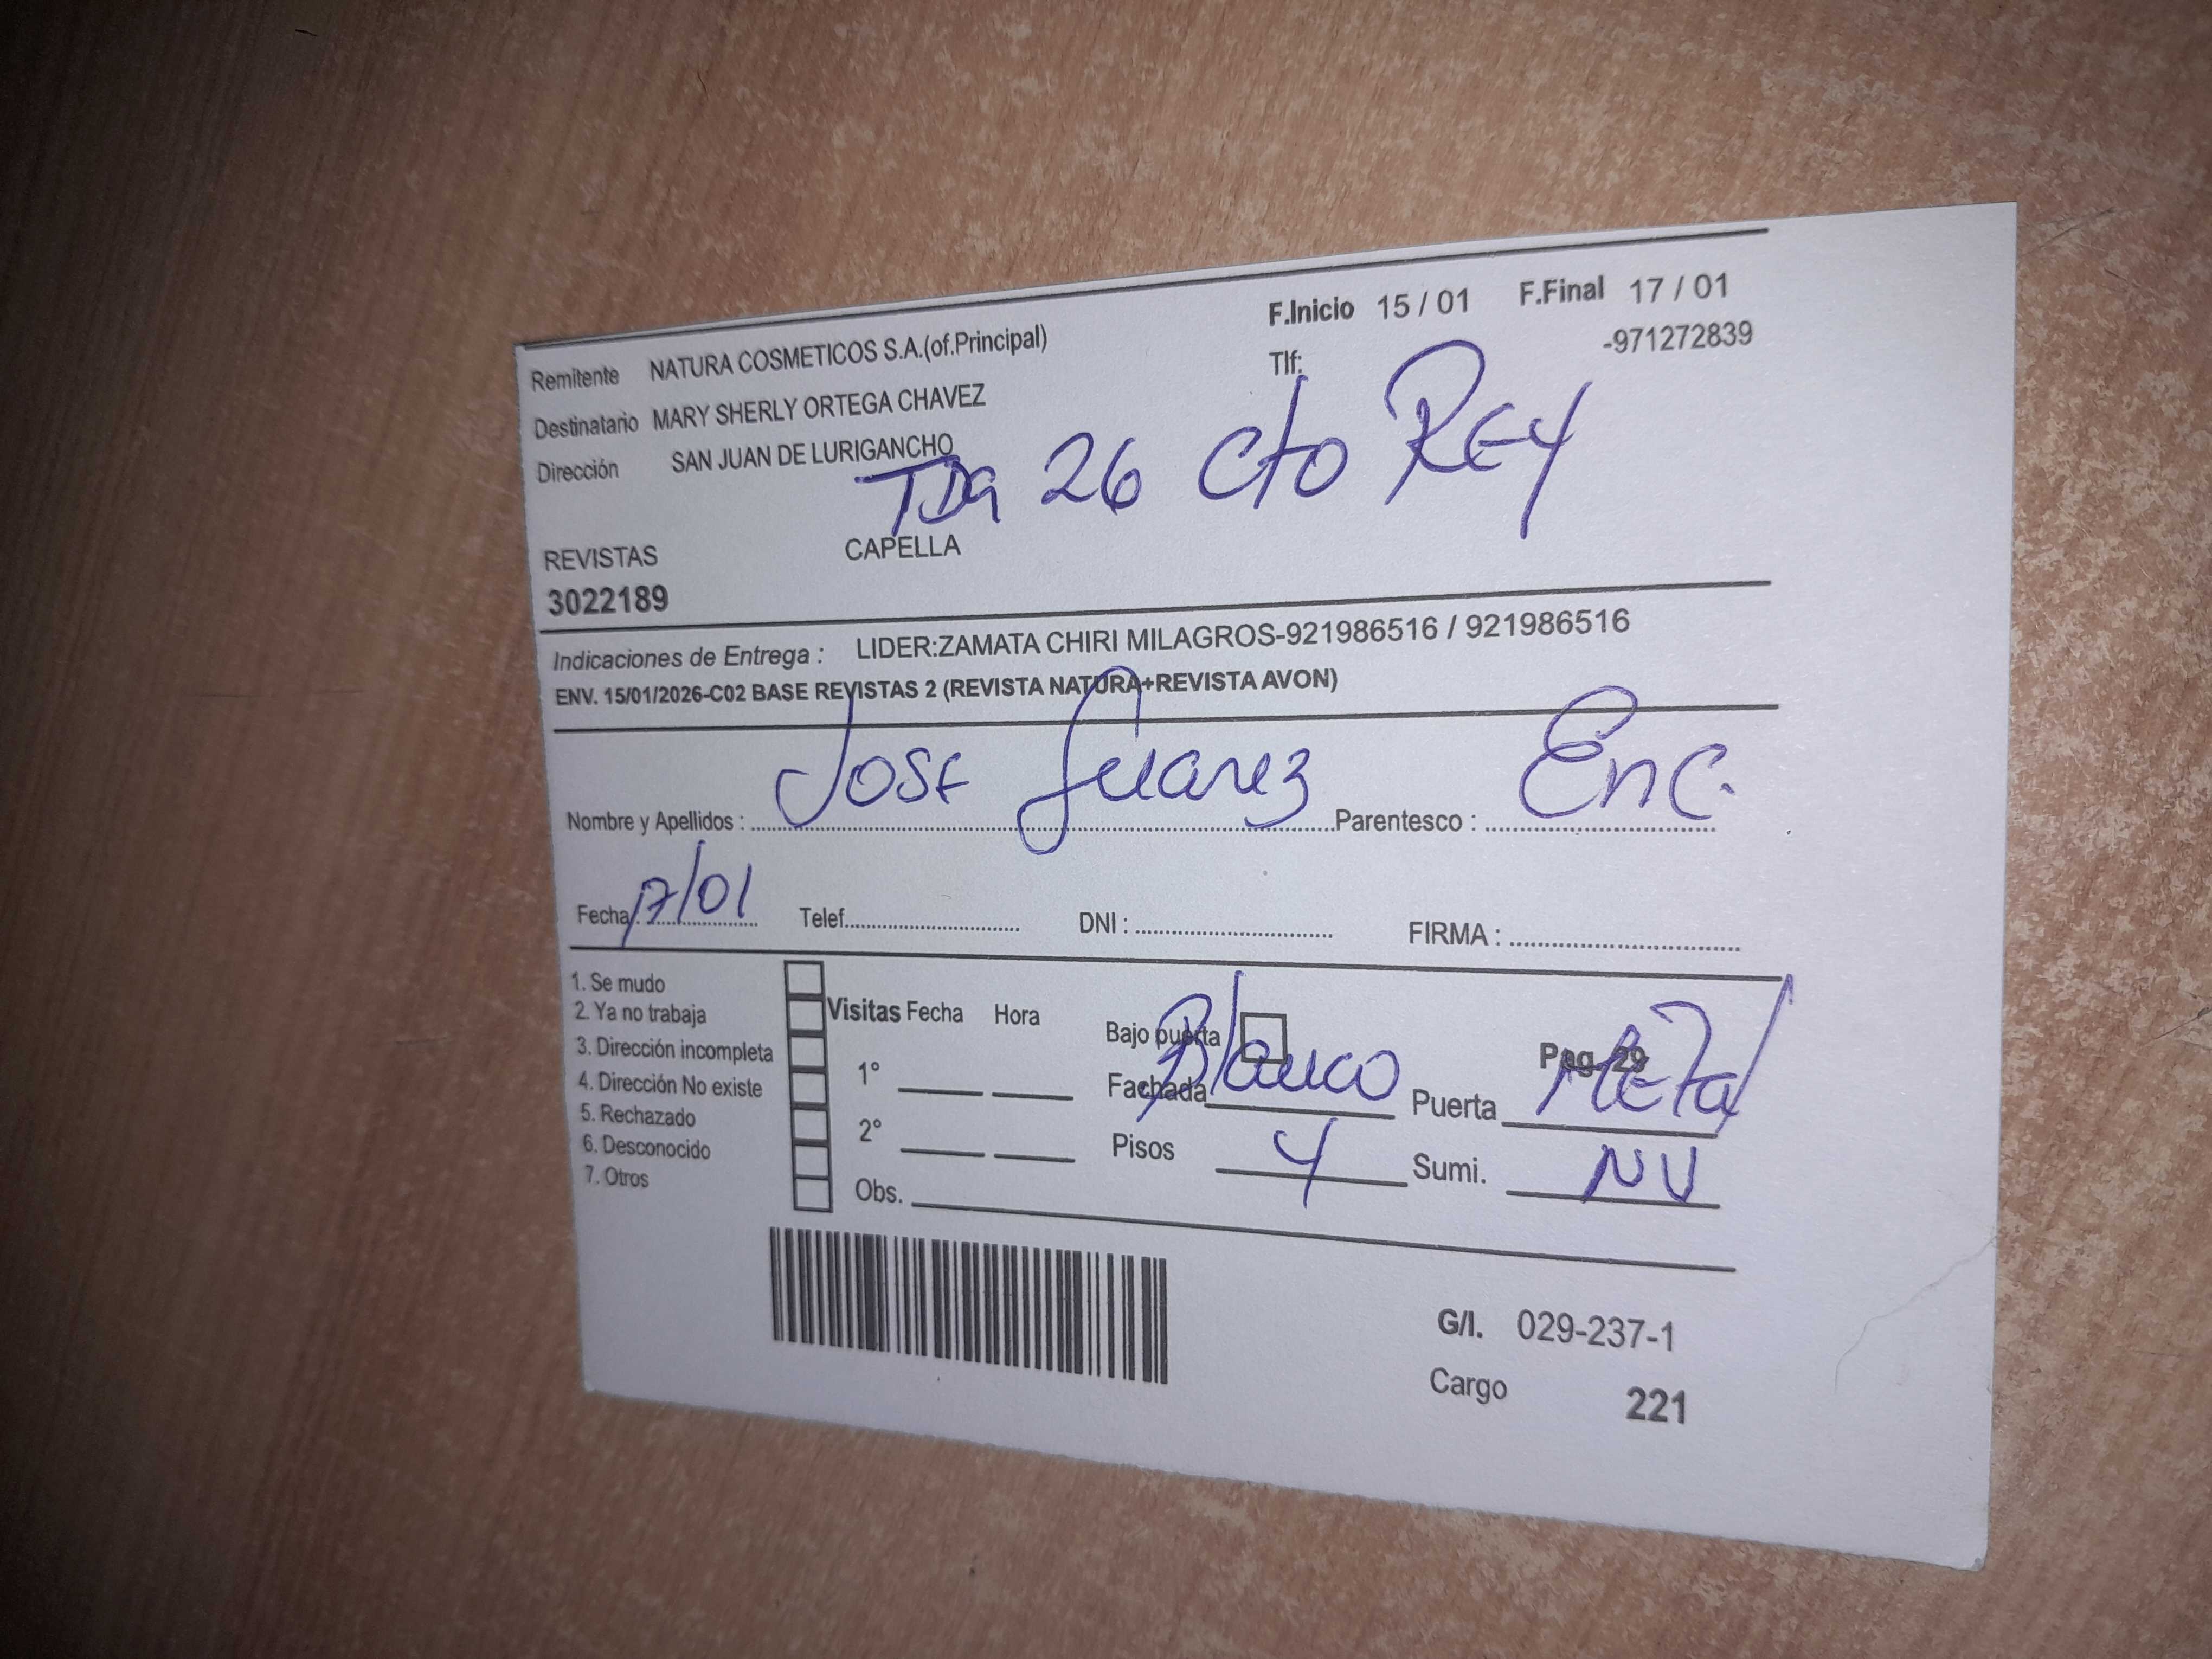 F.Inicio 15 / 01 F.Final 17 / 01
Remitente NATURA COSMETICOS S.A.(of.Principal) Tlf: -971272839
Destinatario MARY SHERLY ORTEGA CHAVEZ
Dirección SAN JUAN DE LURIGANCHO
TDA 26 Cto REY
REVISTAS CAPELLA
3022189
Indicaciones de Entrega : LIDER:ZAMATA CHIRI MILAGROS-921986516 / 921986516
ENV. 15/01/2026-C02 BASE REVISTAS 2 (REVISTA NATURA+REVISTA AVON)
Nombre y Apellidos : Jose Suarez Parentesco : Enc.
Fecha 17/01 Telef. DNI : FIRMA :
1. Se mudo
2. Ya no trabaja Visitas Fecha Hora Bajo puerta Pag. 29
3. Dirección incompleta
4. Dirección No existe 1° Fachada Blanco Puerta Metal
5. Rechazado
6. Desconocido 2° Pisos 4 Sumi. NU
7. Otros Obs.
G/I. 029-237-1
Cargo 221